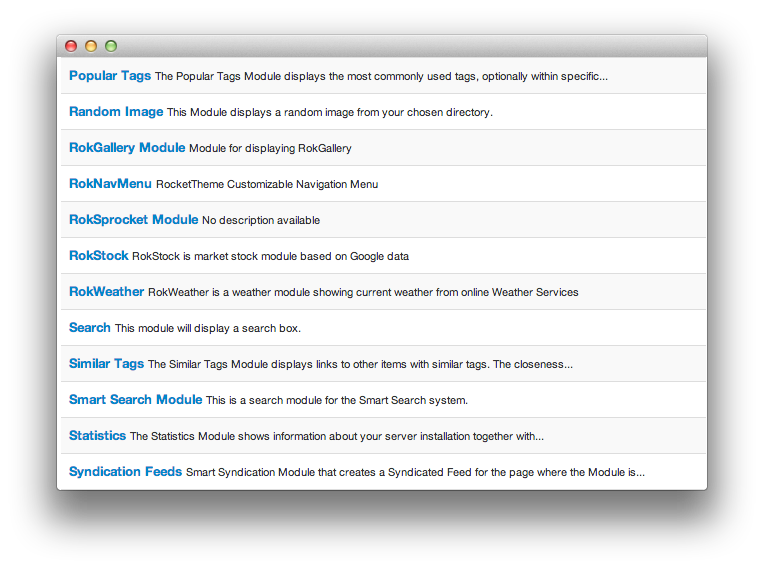 Popular Tags The Popular Tags Module displays the most commonly used tags, optionally within specific...
Random Image This Module displays a random image from your chosen directory.
RokGallery Module Module for displaying RokGallery
RokNavMenu RocketTheme Customizable Navigation Menu
RokSprocket Module No description available
RokStock RokStock is market stock module based on Google data
RokWeather RokWeather is a weather module showing current weather from online Weather Services
Search This module will display a search box.
Similar Tags The Similar Tags Module displays links to other items with similar tags. The closeness...
Smart Search Module This is a search module for the Smart Search system.
Statistics The Statistics Module shows information about your server installation together with...
Syndication Feeds Smart Syndication Module that creates a Syndicated Feed for the page where the Module is...